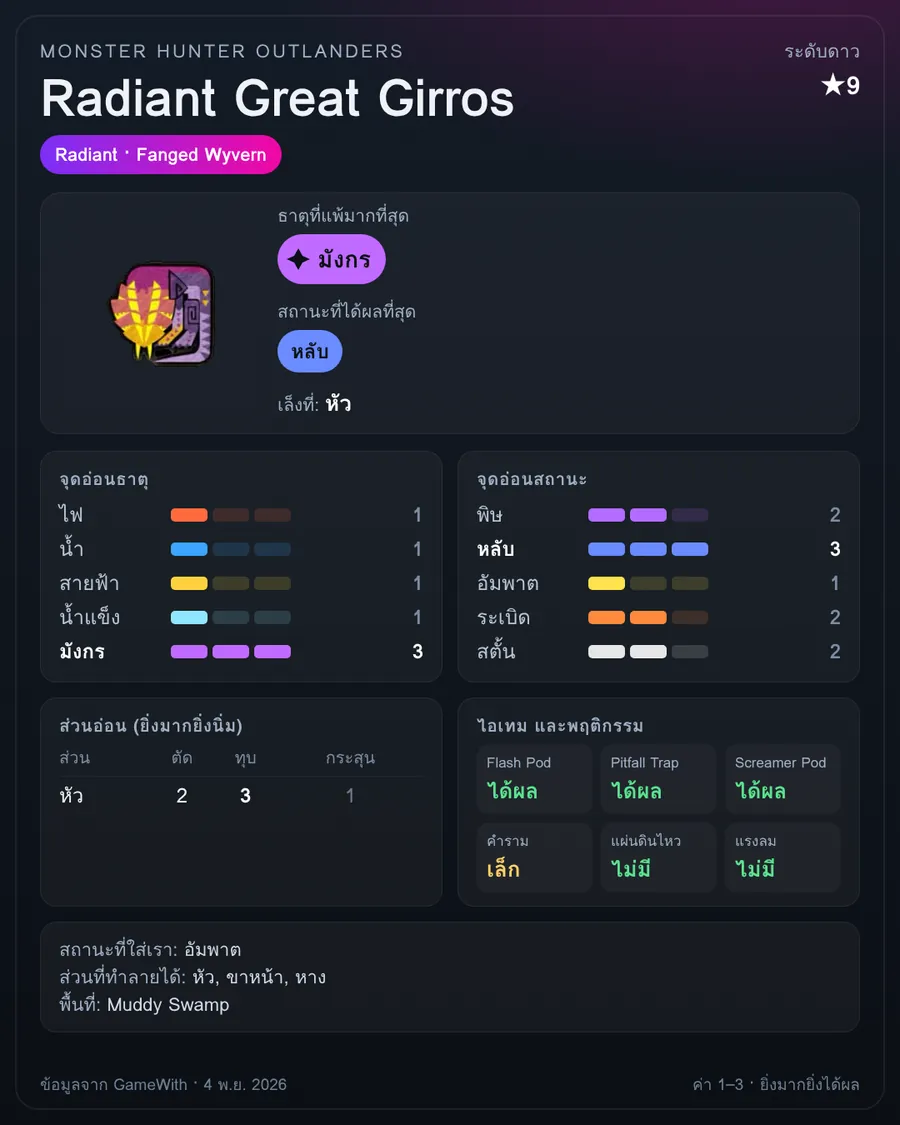 MONSTER HUNTER OUTLANDERS
ระดับดาว
Radiant Great Girros
★9
Radiant · Fanged Wyvern
ธาตุที่แพ้มากที่สุด
✦ มังกร
สถานะที่ได้ผลที่สุด
หลับ
เล็งที่: หัว
จุดอ่อนธาตุ
ไฟ 1
น้ำ 1
สายฟ้า 1
น้ำแข็ง 1
มังกร 3
จุดอ่อนสถานะ
พิษ 2
หลับ 3
อัมพาต 1
ระเบิด 2
สตั้น 2
ส่วนอ่อน (ยิ่งมากยิ่งนิ่ม)
ส่วน ตัด ทุบ กระสุน
หัว 2 3 1
ไอเทม และพฤติกรรม
Flash Pod Pitfall Trap Screamer Pod
ได้ผล ได้ผล ได้ผล
คำราม แผ่นดินไหว แรงลม
เล็ก ไม่มี ไม่มี
สถานะที่ใส่เรา: อัมพาต
ส่วนที่ทำลายได้: หัว, ขาหน้า, หาง
พื้นที่: Muddy Swamp
ข้อมูลจาก GameWith · 4 พ.ย. 2026
ค่า 1–3 · ยิ่งมากยิ่งได้ผล